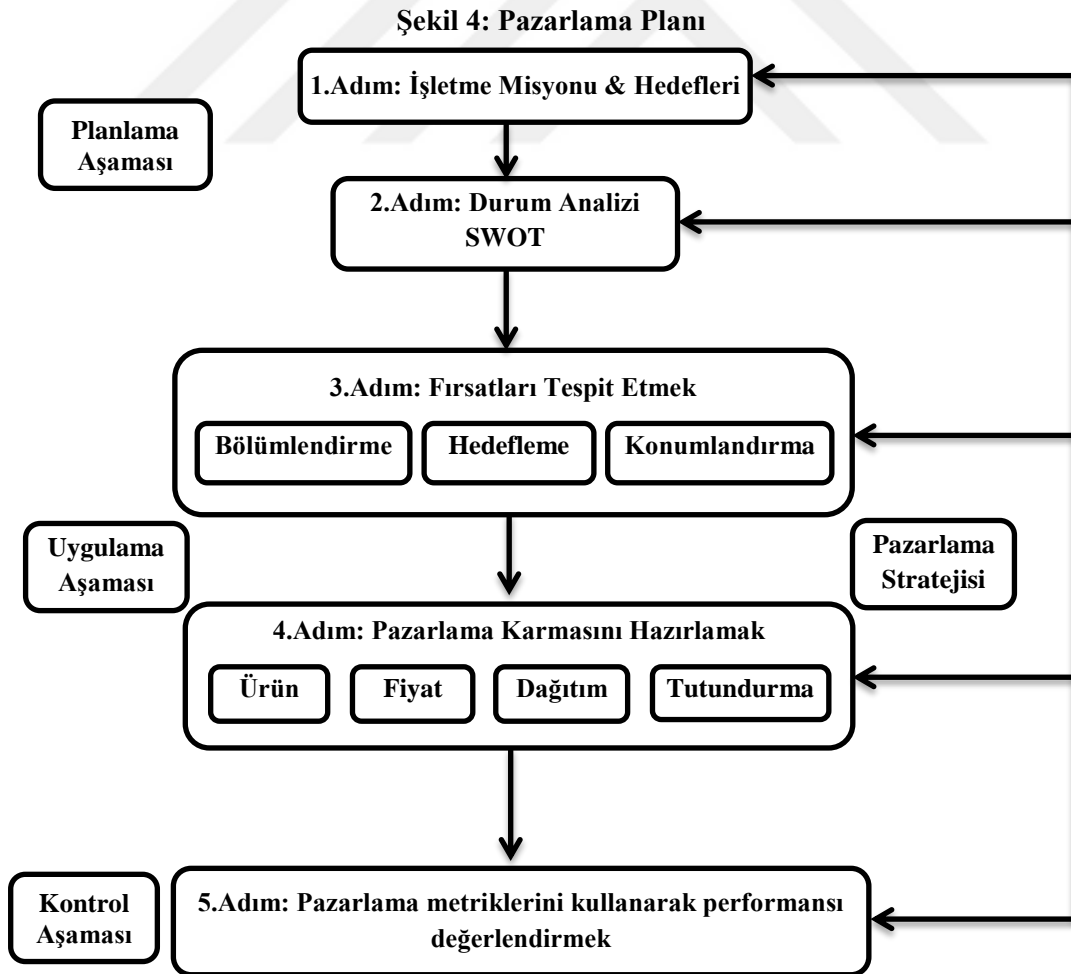 Şekil 4: Pazarlama Planı
1.Adım: İşletme Misyonu & Hedefleri
Planlama
Aşaması
2.Adım: Durum Analizi
SWOT
3.Adım: Fırsatları Tespit Etmek
Bölümlendirme
Hedefleme
Konumlandırma
Uygulama
Aşaması
Pazarlama
Stratejisi
4.Adım: Pazarlama Karmasını Hazırlamak
Ürün
Fiyat
Dağıtım
Tutundurma
Kontrol
Aşaması
5.Adım: Pazarlama metriklerini kullanarak performansı
değerlendirmek